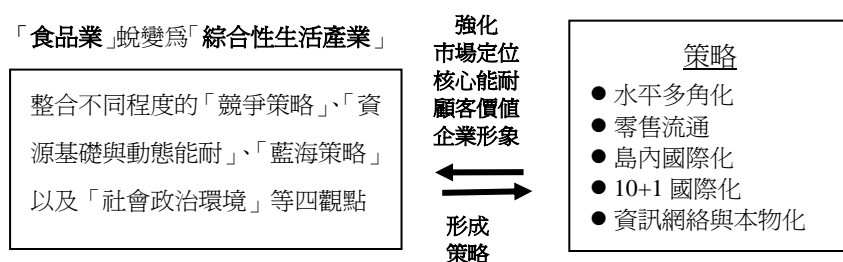 「食品業」蛻變為「綜合性生活產業」
整合不同程度的「競爭策略」、「資
源基礎與動態能耐」、「藍海策略」
以及「社會政治環境」等四觀點
強化
市場定位
核心能耐
顧客價值
企業形象
形成
策略
策略
● 水平多角化
● 零售流通
● 島內國際化
● 10+1 國際化
● 資訊網絡與本物化